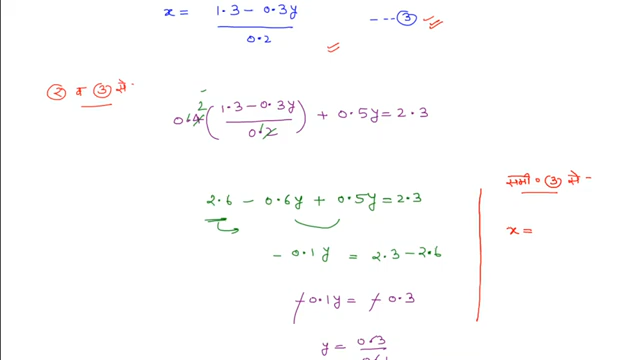 x = 1.3 - 0.3y / 0.2 --- ③
② व ③ से -
2
0.4 ( 1.3 - 0.3y / 0.2 ) + 0.5y = 2.3
2.6 - 0.6y + 0.5y = 2.3
- 0.1y = 2.3 - 2.6
- 0.1y = - 0.3
y = 0.3
समी० ③ से -
x =